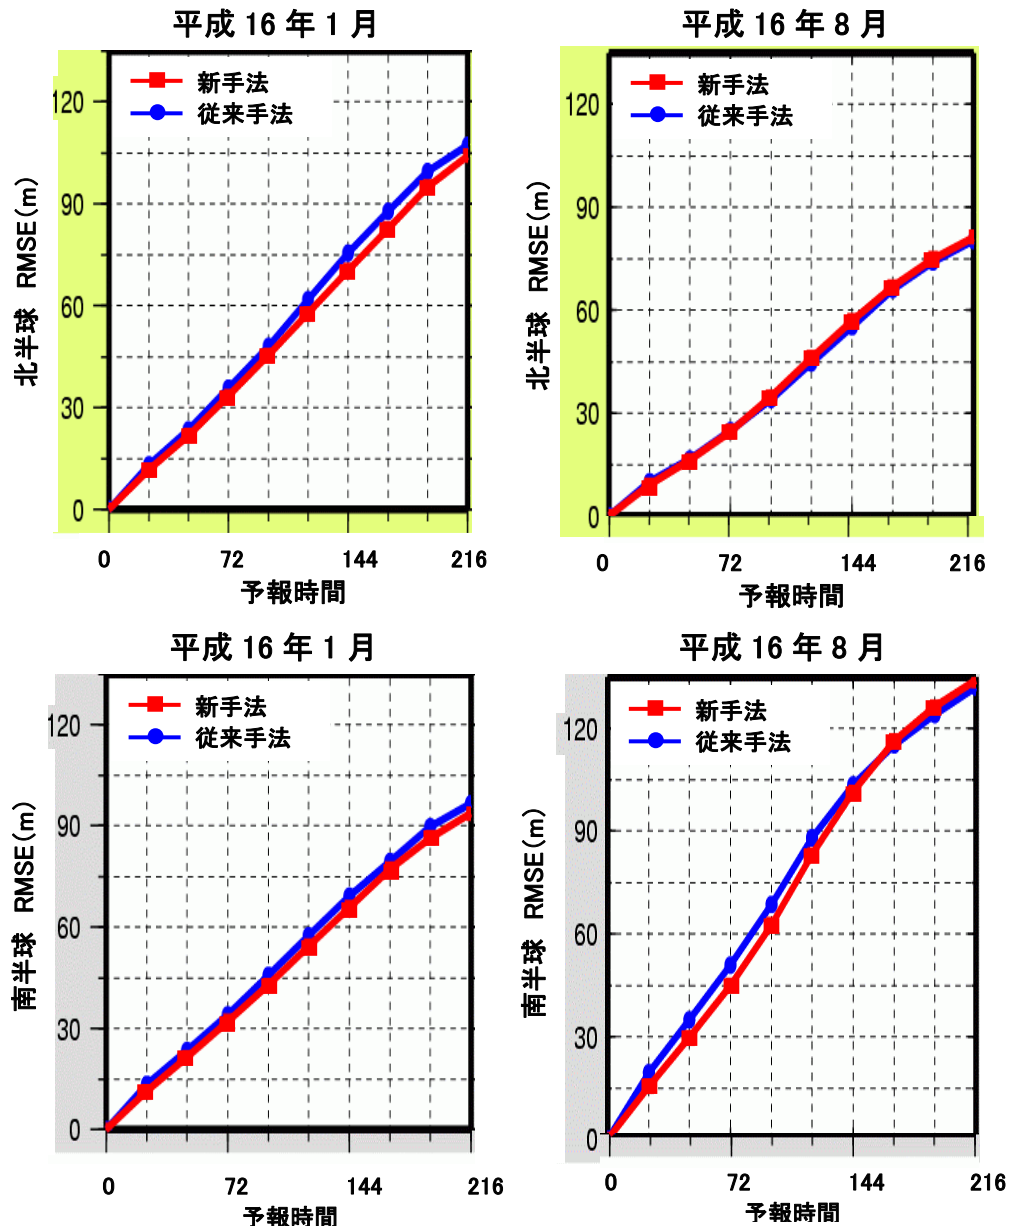 平成 16 年 1 月
新手法
従来手法
120
90
60
30
0
北半球 RMSE(m)
0 72 144 216
予報時間
平成 16 年 8 月
新手法
従来手法
120
90
60
30
0
北半球 RMSE(m)
0 72 144 216
予報時間
平成 16 年 1 月
新手法
従来手法
120
90
60
30
0
南半球 RMSE(m)
0 72 144 216
予報時間
平成 16 年 8 月
新手法
従来手法
120
90
60
30
0
南半球 RMSE(m)
0 72 144 216
予報時間